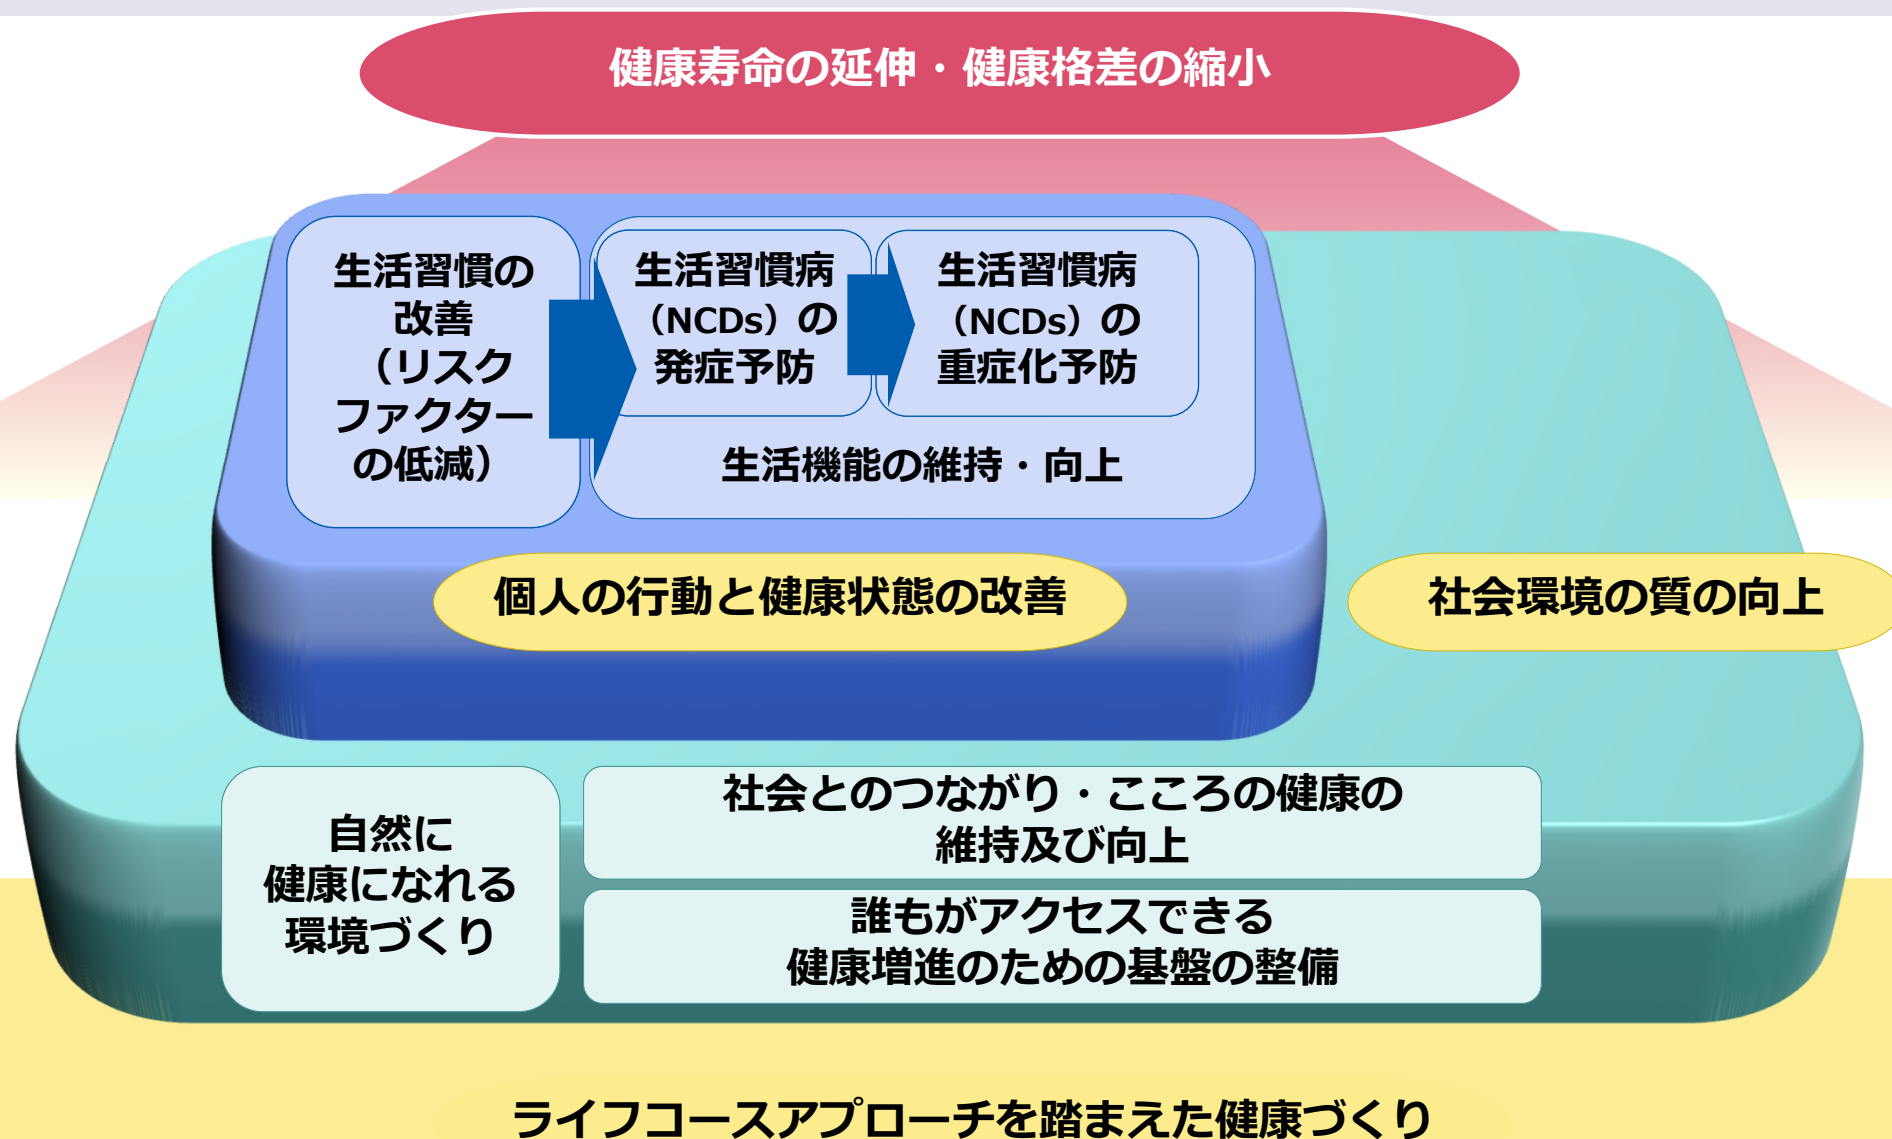 健康寿命の延伸・健康格差の縮小
生活習慣の
改善
（リスク
ファクター
の低減）
生活習慣病
（NCDs）の
発症予防
生活習慣病
（NCDs）の
重症化予防
生活機能の維持・向上
個人の行動と健康状態の改善
社会環境の質の向上
自然に
健康になれる
環境づくり
社会とのつながり・こころの健康の
維持及び向上
誰もがアクセスできる
健康増進のための基盤の整備
ライフコースアプローチを踏まえた健康づくり